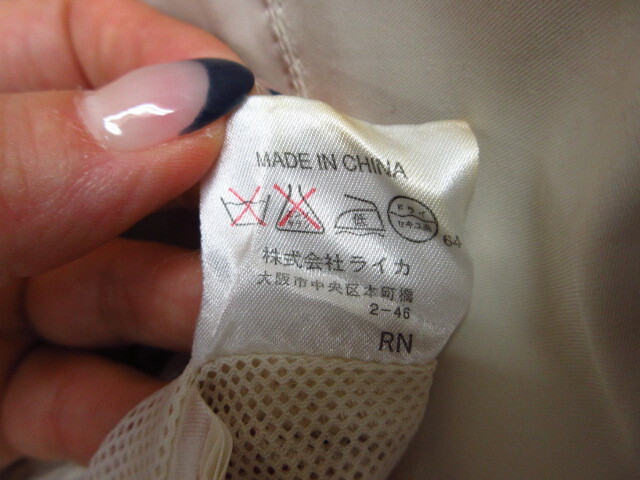 MADE IN CHINA
低 ドライ セキユ系 64
株式会社ライカ
大阪市中央区本町橋
2-46
RN